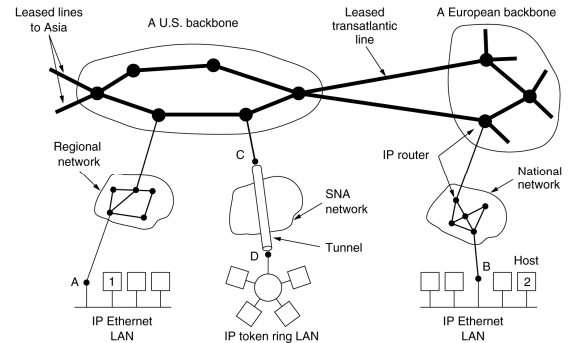 Leased lines
to Asia
A U.S. backbone
Leased
transatlantic
line
A European backbone
Regional
network
C
SNA
network
Tunnel
D
IP router
National
network
A
1
B
Host
2
IP Ethernet
LAN
IP token ring LAN
IP Ethernet
LAN